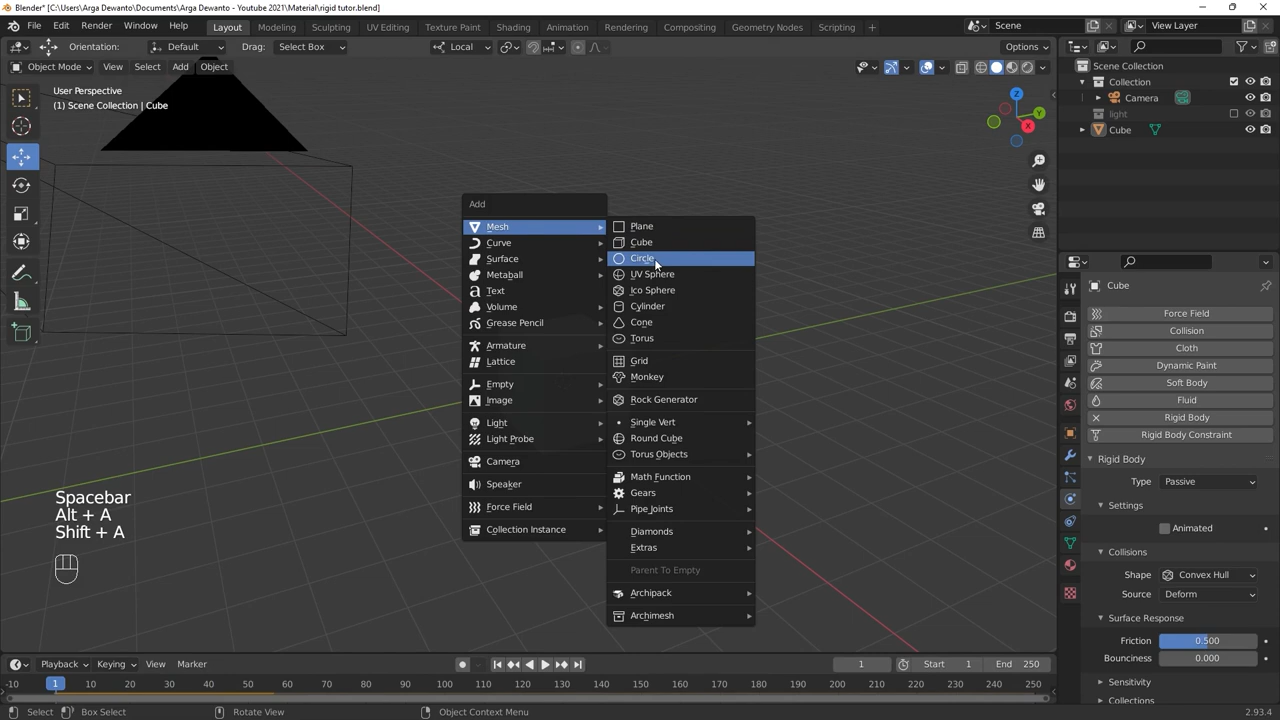 Blender* [C:\Users\Arga Dewanto\Documents\Arga Dewanto - Youtube 2021\Material\rigid tutor.blend]
File Edit Render Window Help Layout Modeling Sculpting UV Editing Texture Paint Shading Animation Rendering Compositing Geometry Nodes Scripting + Scene View Layer
Orientation: Default Drag: Select Box Local Options
Object Mode View Select Add Object
User Perspective
(1) Scene Collection | Cube
Z
Y
X
Scene Collection
Collection
Camera
light
Cube
Add
Mesh
Curve
Surface
Metaball
Text
Volume
Grease Pencil
Armature
Lattice
Empty
Image
Light
Light Probe
Camera
Speaker
Force Field
Collection Instance
Plane
Cube
Circle
UV Sphere
Ico Sphere
Cylinder
Cone
Torus
Grid
Monkey
Rock Generator
Single Vert
Round Cube
Torus Objects
Math Function
Gears
Pipe Joints
Diamonds
Extras
Parent To Empty
Archipack
Archimesh
Spacebar
Alt + A
Shift + A
Cube
Force Field
Collision
Cloth
Dynamic Paint
Soft Body
Fluid
Rigid Body
Rigid Body Constraint
Rigid Body
Type Passive
Settings
Animated
Collisions
Shape Convex Hull
Source Deform
Surface Response
Friction 0.500
Bounciness 0.000
Sensitivity
Collections
Playback Keying View Marker 1 Start 1 End 250
-10 1 10 20 30 40 50 60 70 80 90 100 110 120 130 140 150 160 170 180 190 200 210 220 230 240 250
Select Box Select Rotate View Object Context Menu 2.93.4